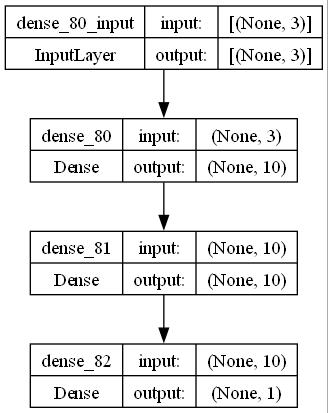 dense_80_input input: [(None, 3)]
InputLayer output: [(None, 3)]
dense_80 input: (None, 3)
Dense output: (None, 10)
dense_81 input: (None, 10)
Dense output: (None, 10)
dense_82 input: (None, 10)
Dense output: (None, 1)